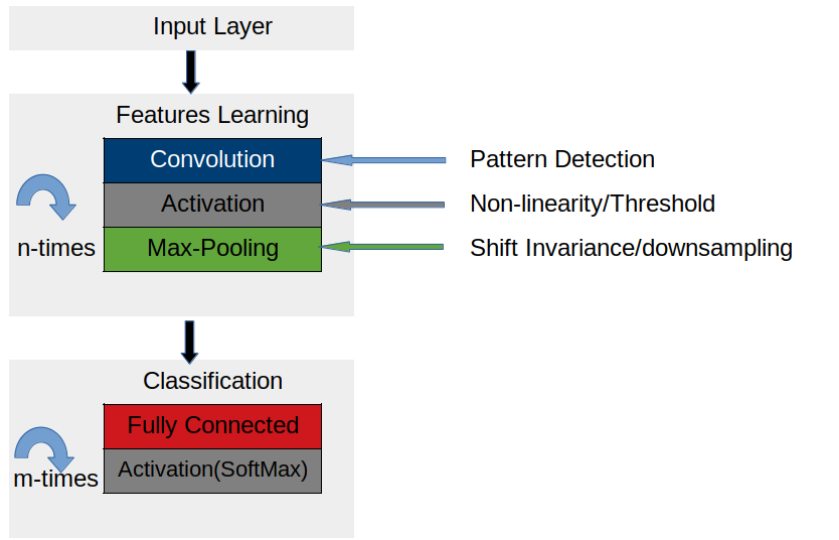 Input Layer
Features Learning
Convolution
Pattern Detection
Activation
Non-linearity/Threshold
n-times
Max-Pooling
Shift Invariance/downsampling
Classification
Fully Connected
m-times
Activation(SoftMax)